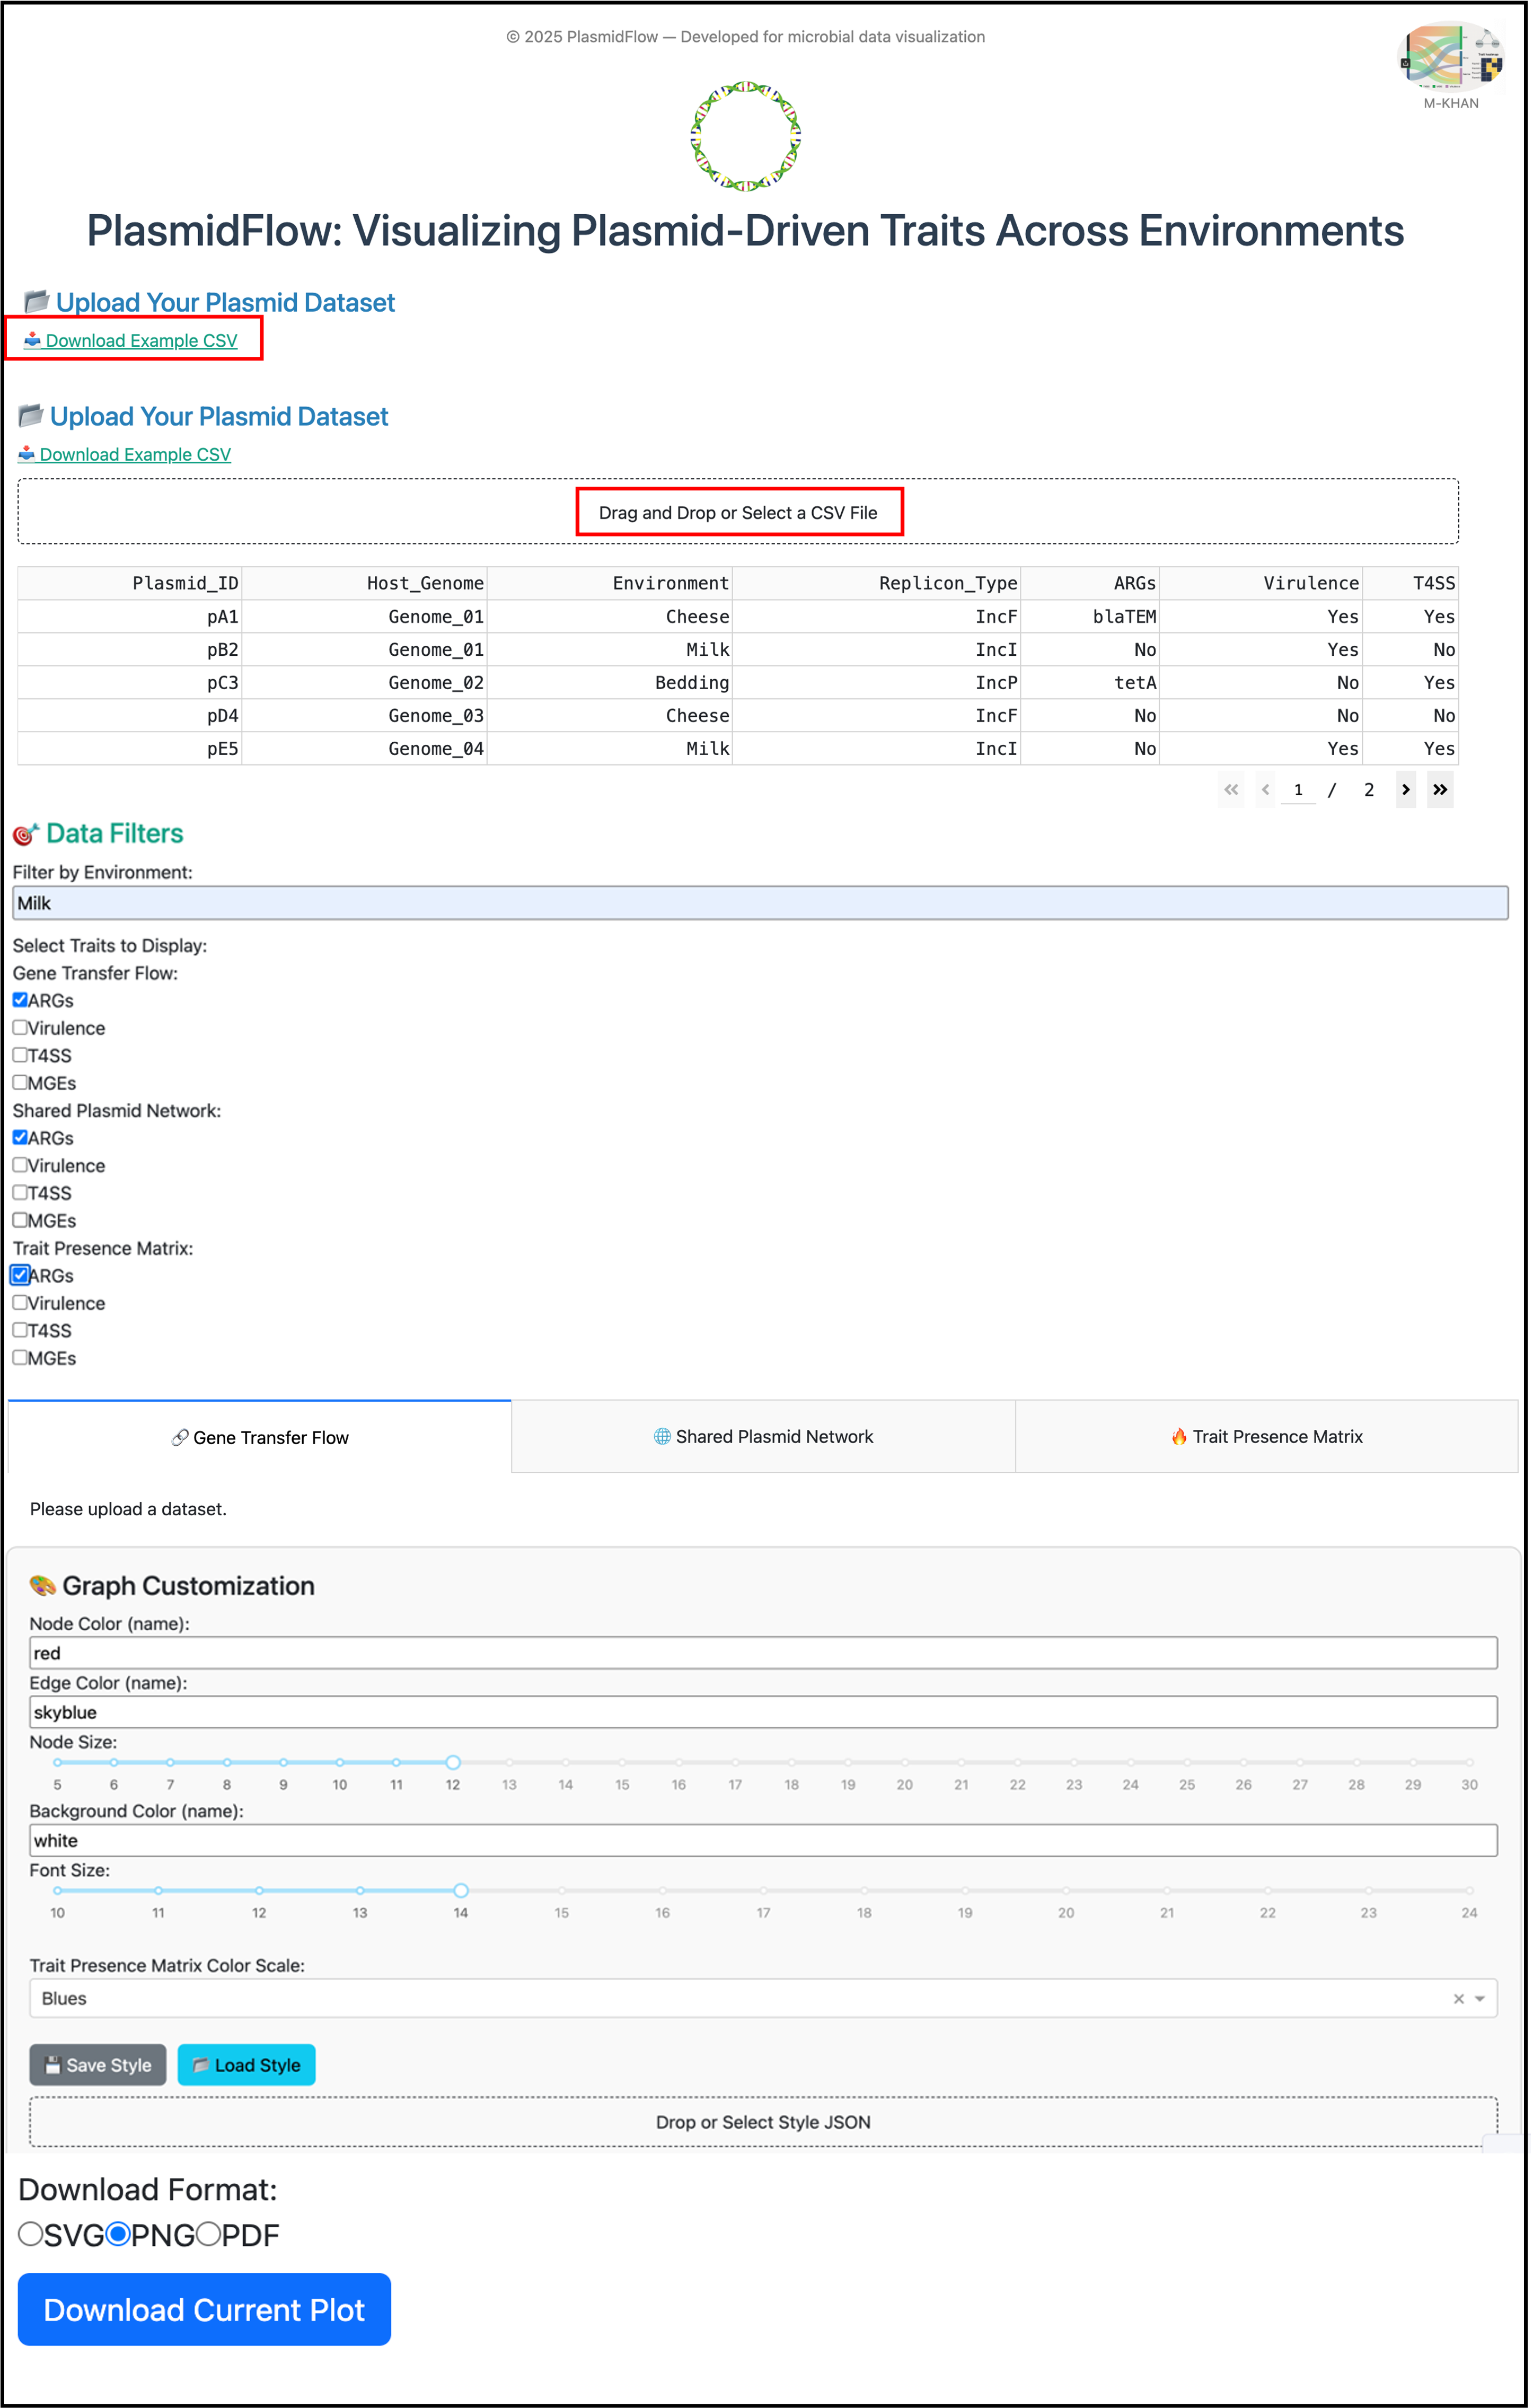 © 2025 PlasmidFlow — Developed for microbial data visualization
M-KHAN
PlasmidFlow: Visualizing Plasmid-Driven Traits Across Environments
Upload Your Plasmid Dataset
Download Example CSV
Upload Your Plasmid Dataset
Download Example CSV
Drag and Drop or Select a CSV File
Plasmid_ID Host_Genome Environment Replicon_Type ARGs Virulence T4SS
pA1 Genome_01 Cheese IncF blaTEM Yes Yes
pB2 Genome_01 Milk IncI No Yes No
pC3 Genome_02 Bedding IncP tetA No Yes
pD4 Genome_03 Cheese IncF No No No
pE5 Genome_04 Milk IncI No Yes Yes
« ‹ 1 / 2 › »
Data Filters
Filter by Environment:
Milk
Select Traits to Display:
Gene Transfer Flow:
ARGs
Virulence
T4SS
MGEs
Shared Plasmid Network:
ARGs
Virulence
T4SS
MGEs
Trait Presence Matrix:
ARGs
Virulence
T4SS
MGEs
Gene Transfer Flow Shared Plasmid Network Trait Presence Matrix
Please upload a dataset.
Graph Customization
Node Color (name):
red
Edge Color (name):
skyblue
Node Size:
5 6 7 8 9 10 11 12 13 14 15 16 17 18 19 20 21 22 23 24 25 26 27 28 29 30
Background Color (name):
white
Font Size:
10 11 12 13 14 15 16 17 18 19 20 21 22 23 24
Trait Presence Matrix Color Scale:
Blues ×
Save Style Load Style
Drop or Select Style JSON
Download Format:
SVG PNG PDF
Download Current Plot